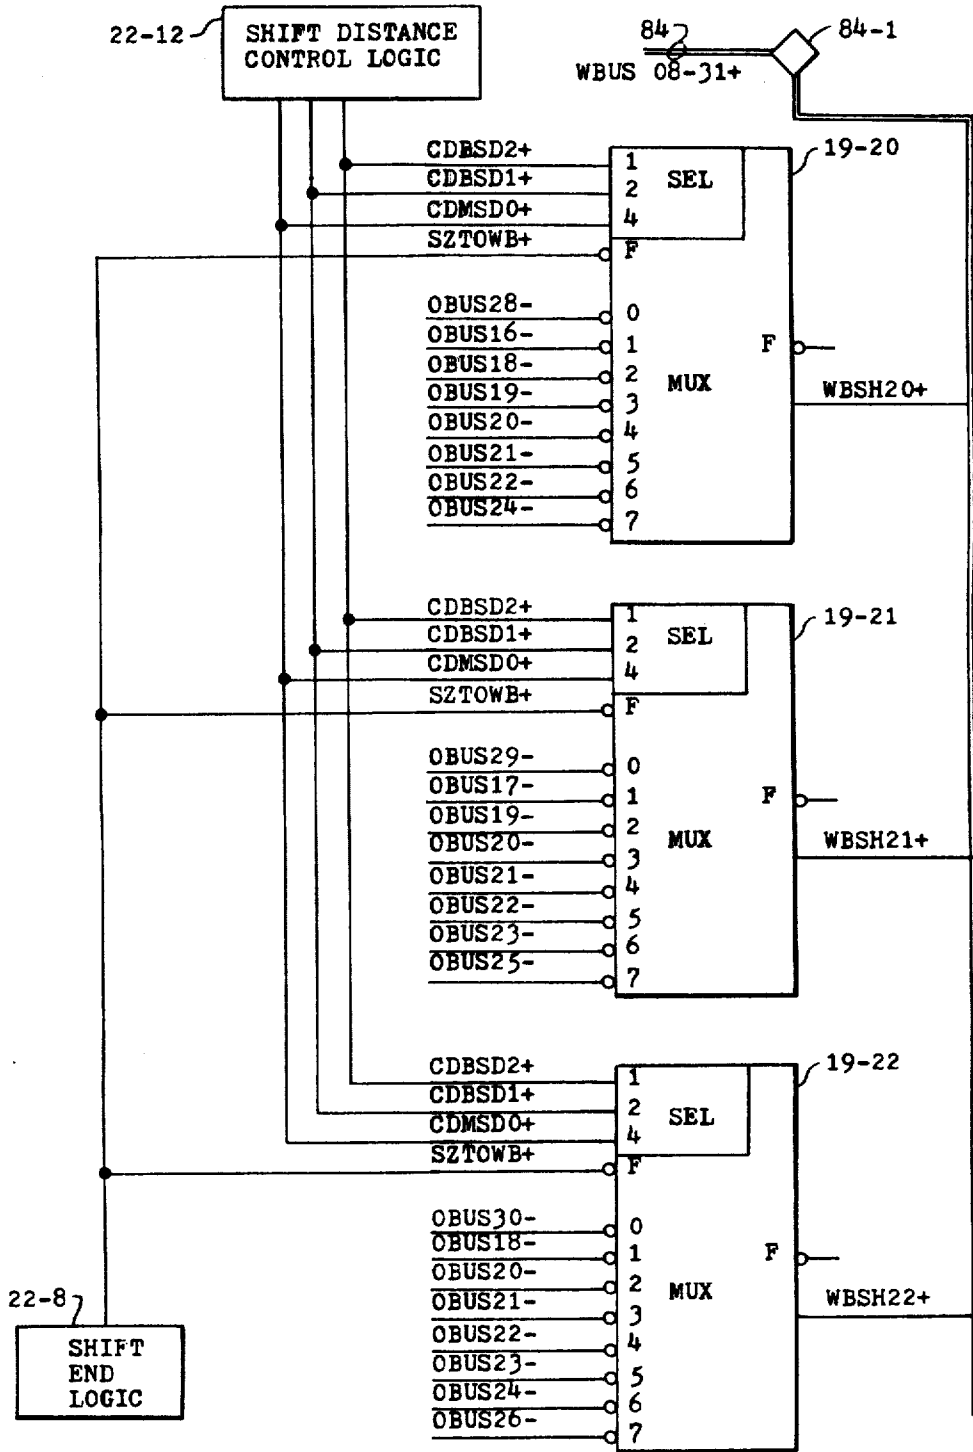 22-12
SHIFT DISTANCE
CONTROL LOGIC
84
84-1
WBUS 08-31+
19-20
CDBSD2+
1
SEL
CDBSD1+
2
CDMSD0+
4
SZTOWB+
F
OBUS28-
0
OBUS16-
1
F
OBUS18-
2
MUX
OBUS19-
3
WBSH20+
OBUS20-
4
OBUS21-
5
OBUS22-
6
OBUS24-
7
19-21
CDBSD2+
1
SEL
CDBSD1+
2
CDMSD0+
4
SZTOWB+
F
OBUS29-
0
OBUS17-
1
F
OBUS19-
2
MUX
OBUS20-
3
WBSH21+
OBUS21-
4
OBUS22-
5
OBUS23-
6
OBUS25-
7
19-22
CDBSD2+
1
CDBSD1+
2
SEL
CDMSD0+
4
SZTOWB+
F
OBUS30-
0
OBUS18-
1
F
OBUS20-
2
MUX
OBUS21-
3
WBSH22+
OBUS22-
4
OBUS23-
5
OBUS24-
6
OBUS26-
7
22-8
SHIFT
END
LOGIC